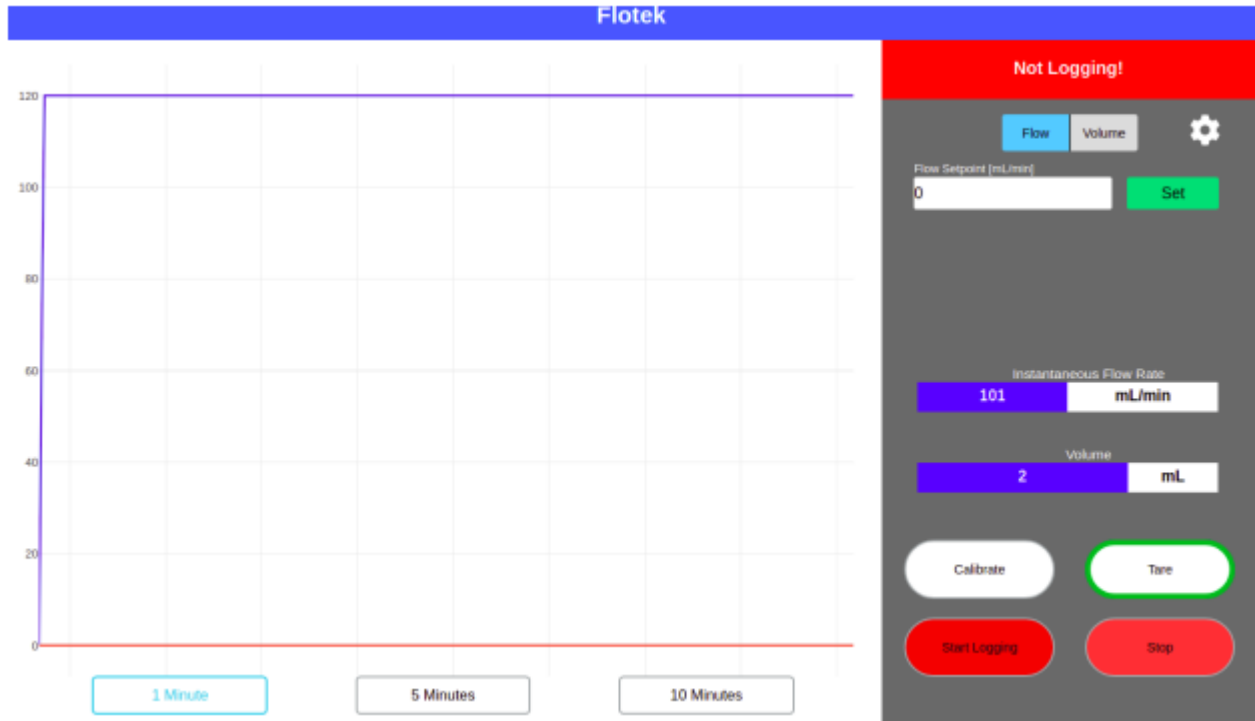 Flotek
Not Logging!
Flow Volume
Flow Setpoint [mL/min]
0 Set
120
100
80
60
40
20
0
Instantaneous Flow Rate
101 mL/min
Volume
2 mL
Calibrate Tare
Start Logging Stop
1 Minute 5 Minutes 10 Minutes